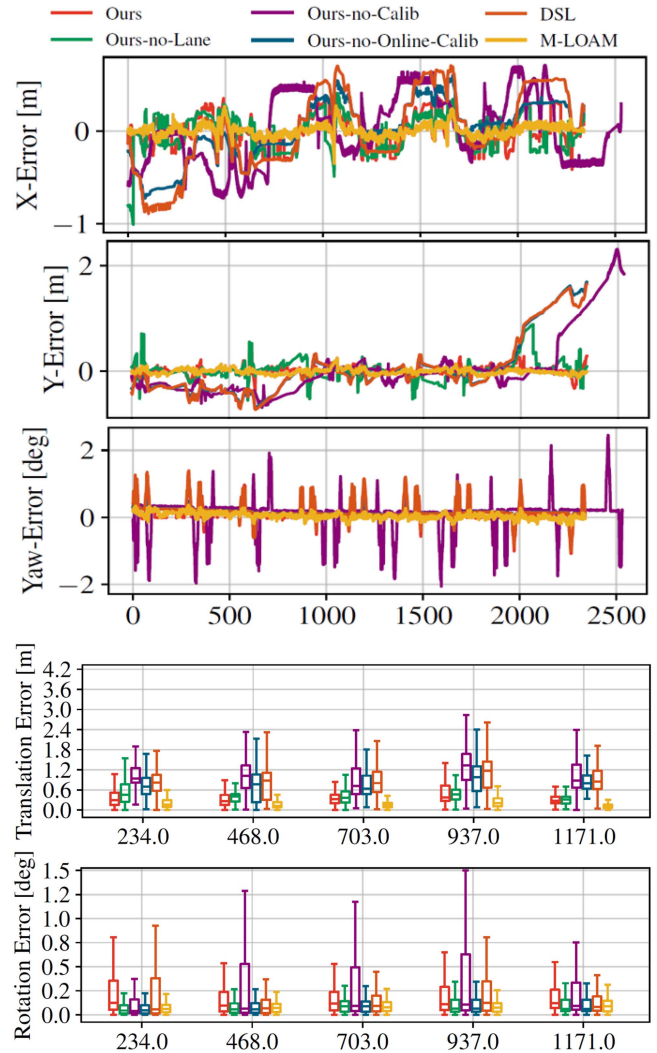 Ours Ours-no-Calib DSL
Ours-no-Lane Ours-no-Online-Calib M-LOAM
X-Error [m]
0
−1
Y-Error [m]
2
0
Yaw-Error [deg]
2
0
−2
0 500 1000 1500 2000 2500
Translation Error [m]
4.2
3.6
3.0
2.4
1.8
1.2
0.6
0.0
234.0 468.0 703.0 937.0 1171.0
Rotation Error [deg]
1.5
1.2
1.0
0.8
0.5
0.2
0.0
234.0 468.0 703.0 937.0 1171.0